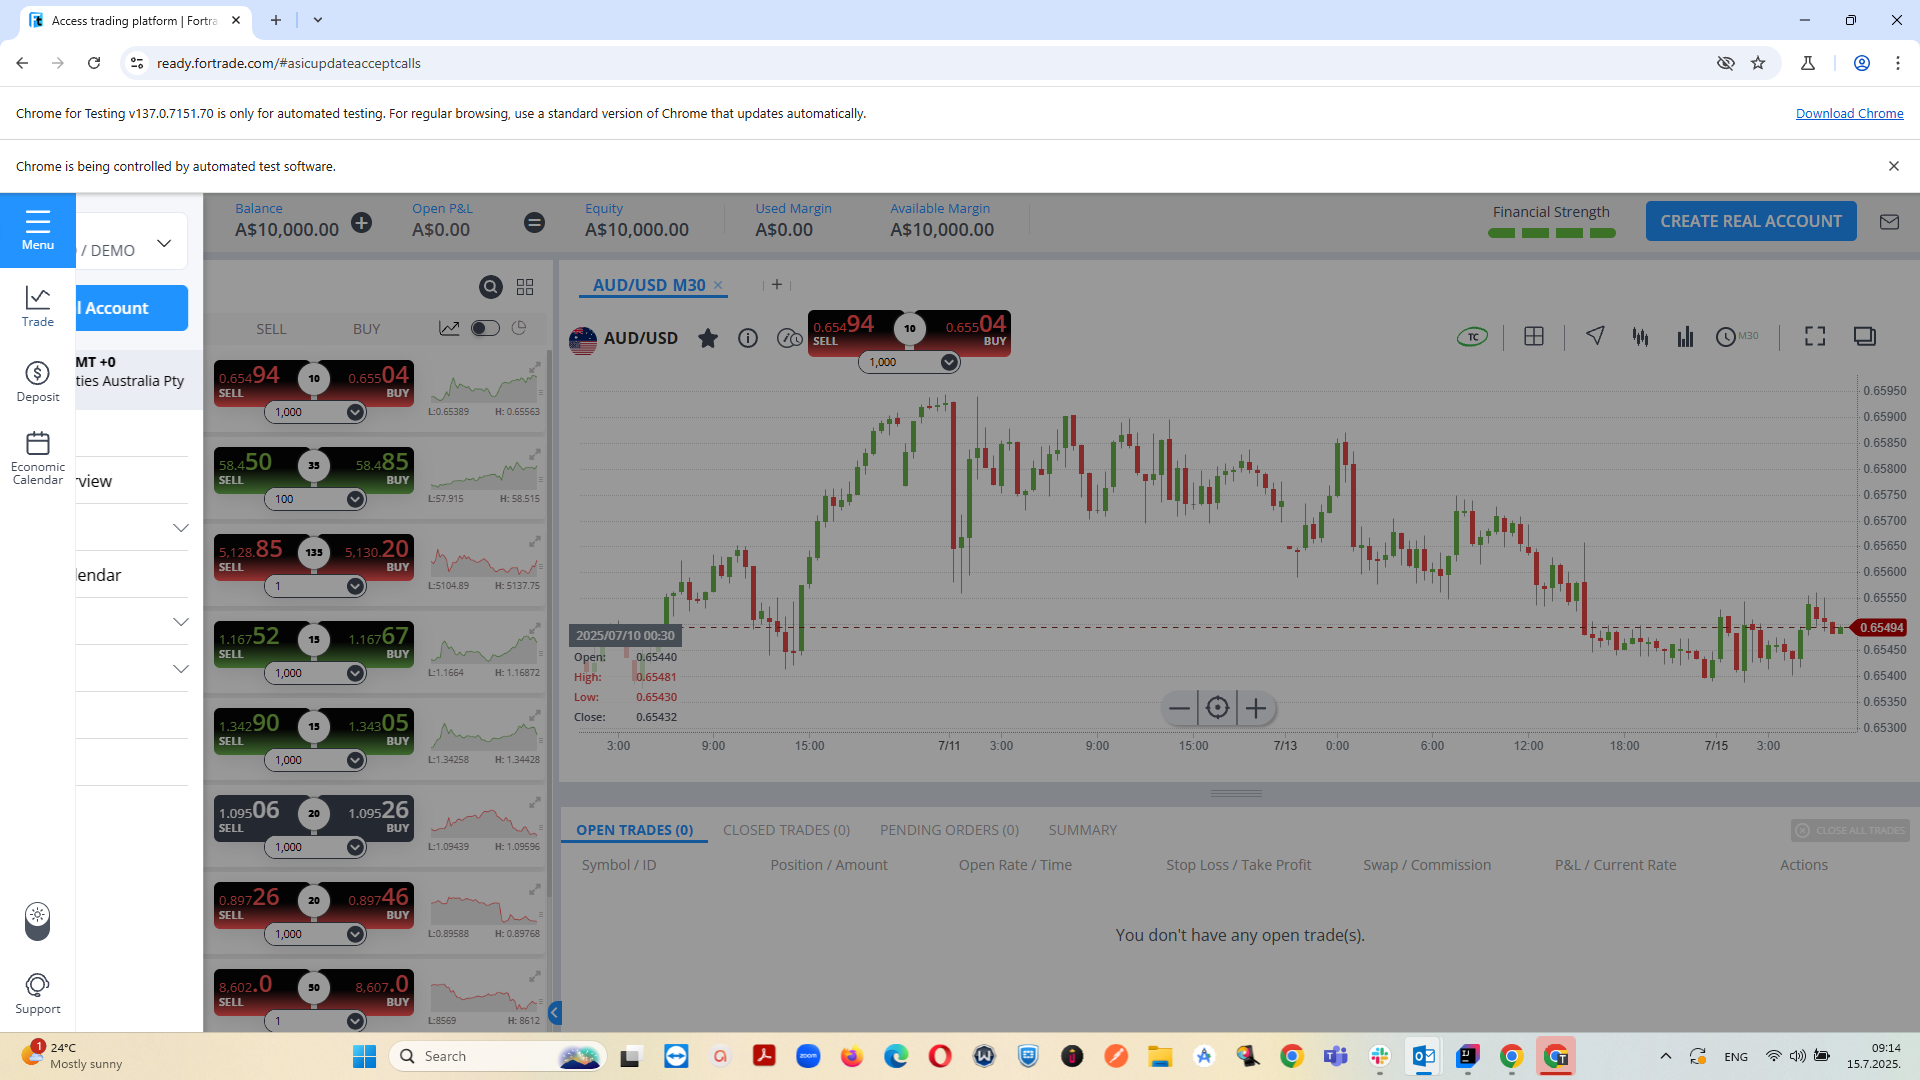 Access trading platform | Fortra
ready.fortrade.com/#asicupdateacceptcalls
Chrome for Testing v137.0.7151.70 is only for automated testing. For regular browsing, use a standard version of Chrome that updates automatically.
Download Chrome
Chrome is being controlled by automated test software.
Menu
Trade
Deposit
Economic
Calendar
Support
/ DEMO
l Account
MT +0
ties Australia Pty
rview
lendar
Balance
A$10,000.00
Open P&L
A$0.00
Equity
A$10,000.00
Used Margin
A$0.00
Available Margin
A$10,000.00
Financial Strength
CREATE REAL ACCOUNT
SELL BUY
0.65494 10 0.65504
SELL BUY
1,000
L:0.65389 H: 0.65563
58.450 35 58.485
SELL BUY
100
L:57.915 H: 58.515
5,128.85 135 5,130.20
SELL BUY
1
L:5104.89 H: 5137.75
1.16752 15 1.16767
SELL BUY
1,000
L:1.1664 H: 1.16872
1.34290 15 1.34305
SELL BUY
1,000
L:1.34258 H: 1.34428
1.09506 20 1.09526
SELL BUY
1,000
L:1.09439 H: 1.09596
0.89726 20 0.89746
SELL BUY
1,000
L:0.89588 H: 0.89768
8,602.0 50 8,607.0
SELL BUY
1
L:8569 H: 8612
AUD/USD M30
AUD/USD
0.65494 10 0.65504
SELL BUY
1,000
TC
M30
0.65950
0.65900
0.65850
0.65800
0.65750
0.65700
0.65650
0.65600
0.65550
0.65494
0.65450
0.65400
0.65350
0.65300
2025/07/10 00:30
Open: 0.65440
High: 0.65481
Low: 0.65430
Close: 0.65432
3:00 9:00 15:00 7/11 3:00 9:00 15:00 7/13 0:00 6:00 12:00 18:00 7/15 3:00
OPEN TRADES (0) CLOSED TRADES (0) PENDING ORDERS (0) SUMMARY
CLOSE ALL TRADES
Symbol / ID Position / Amount Open Rate / Time Stop Loss / Take Profit Swap / Commission P&L / Current Rate Actions
You don't have any open trade(s).
1
24°C
Mostly sunny
Search
zoom
ENG
09:14
15.7.2025.